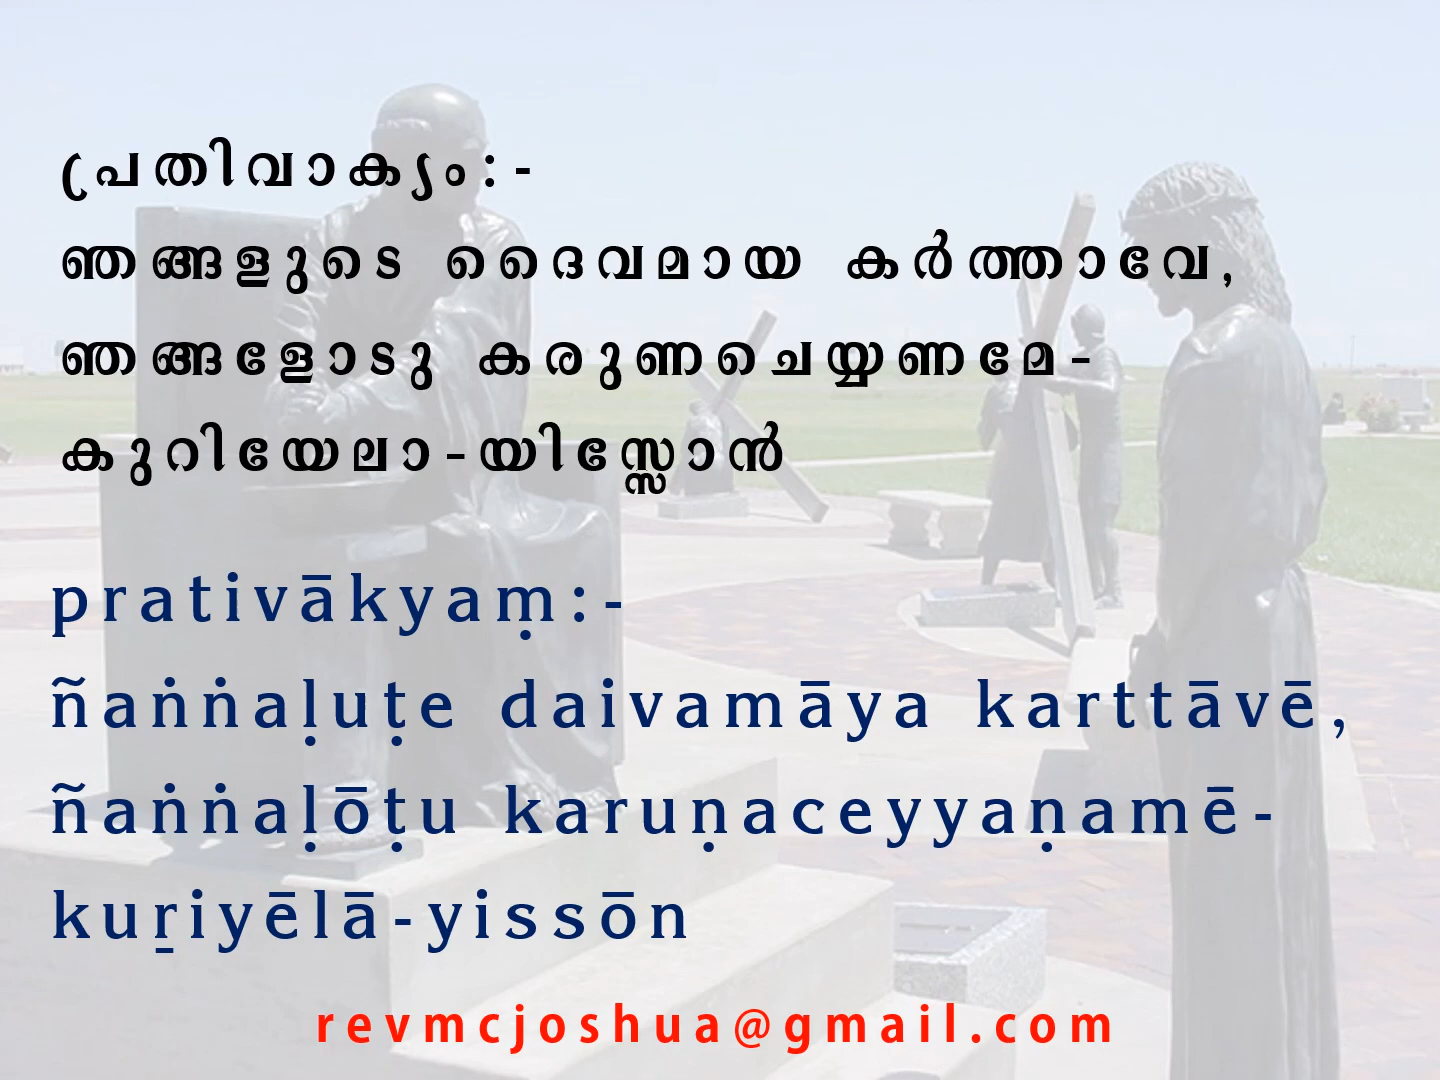 പ്രതിവാക്യം:-
ഞങ്ങളുടെ ദൈവമായ കർത്താവേ,
ഞങ്ങളോടു കരുണചെയ്യണമേ-
കുറിയേലാ-യിസ്സോൻ
prativākyaṃ:-
ñaṅṅaḷuṭe daivamāya karttāvē,
ñaṅṅaḷōṭu karuṇaceyyaṇamē-
kuṟiyēlā-yissōn
revmcjoshua@gmail.com